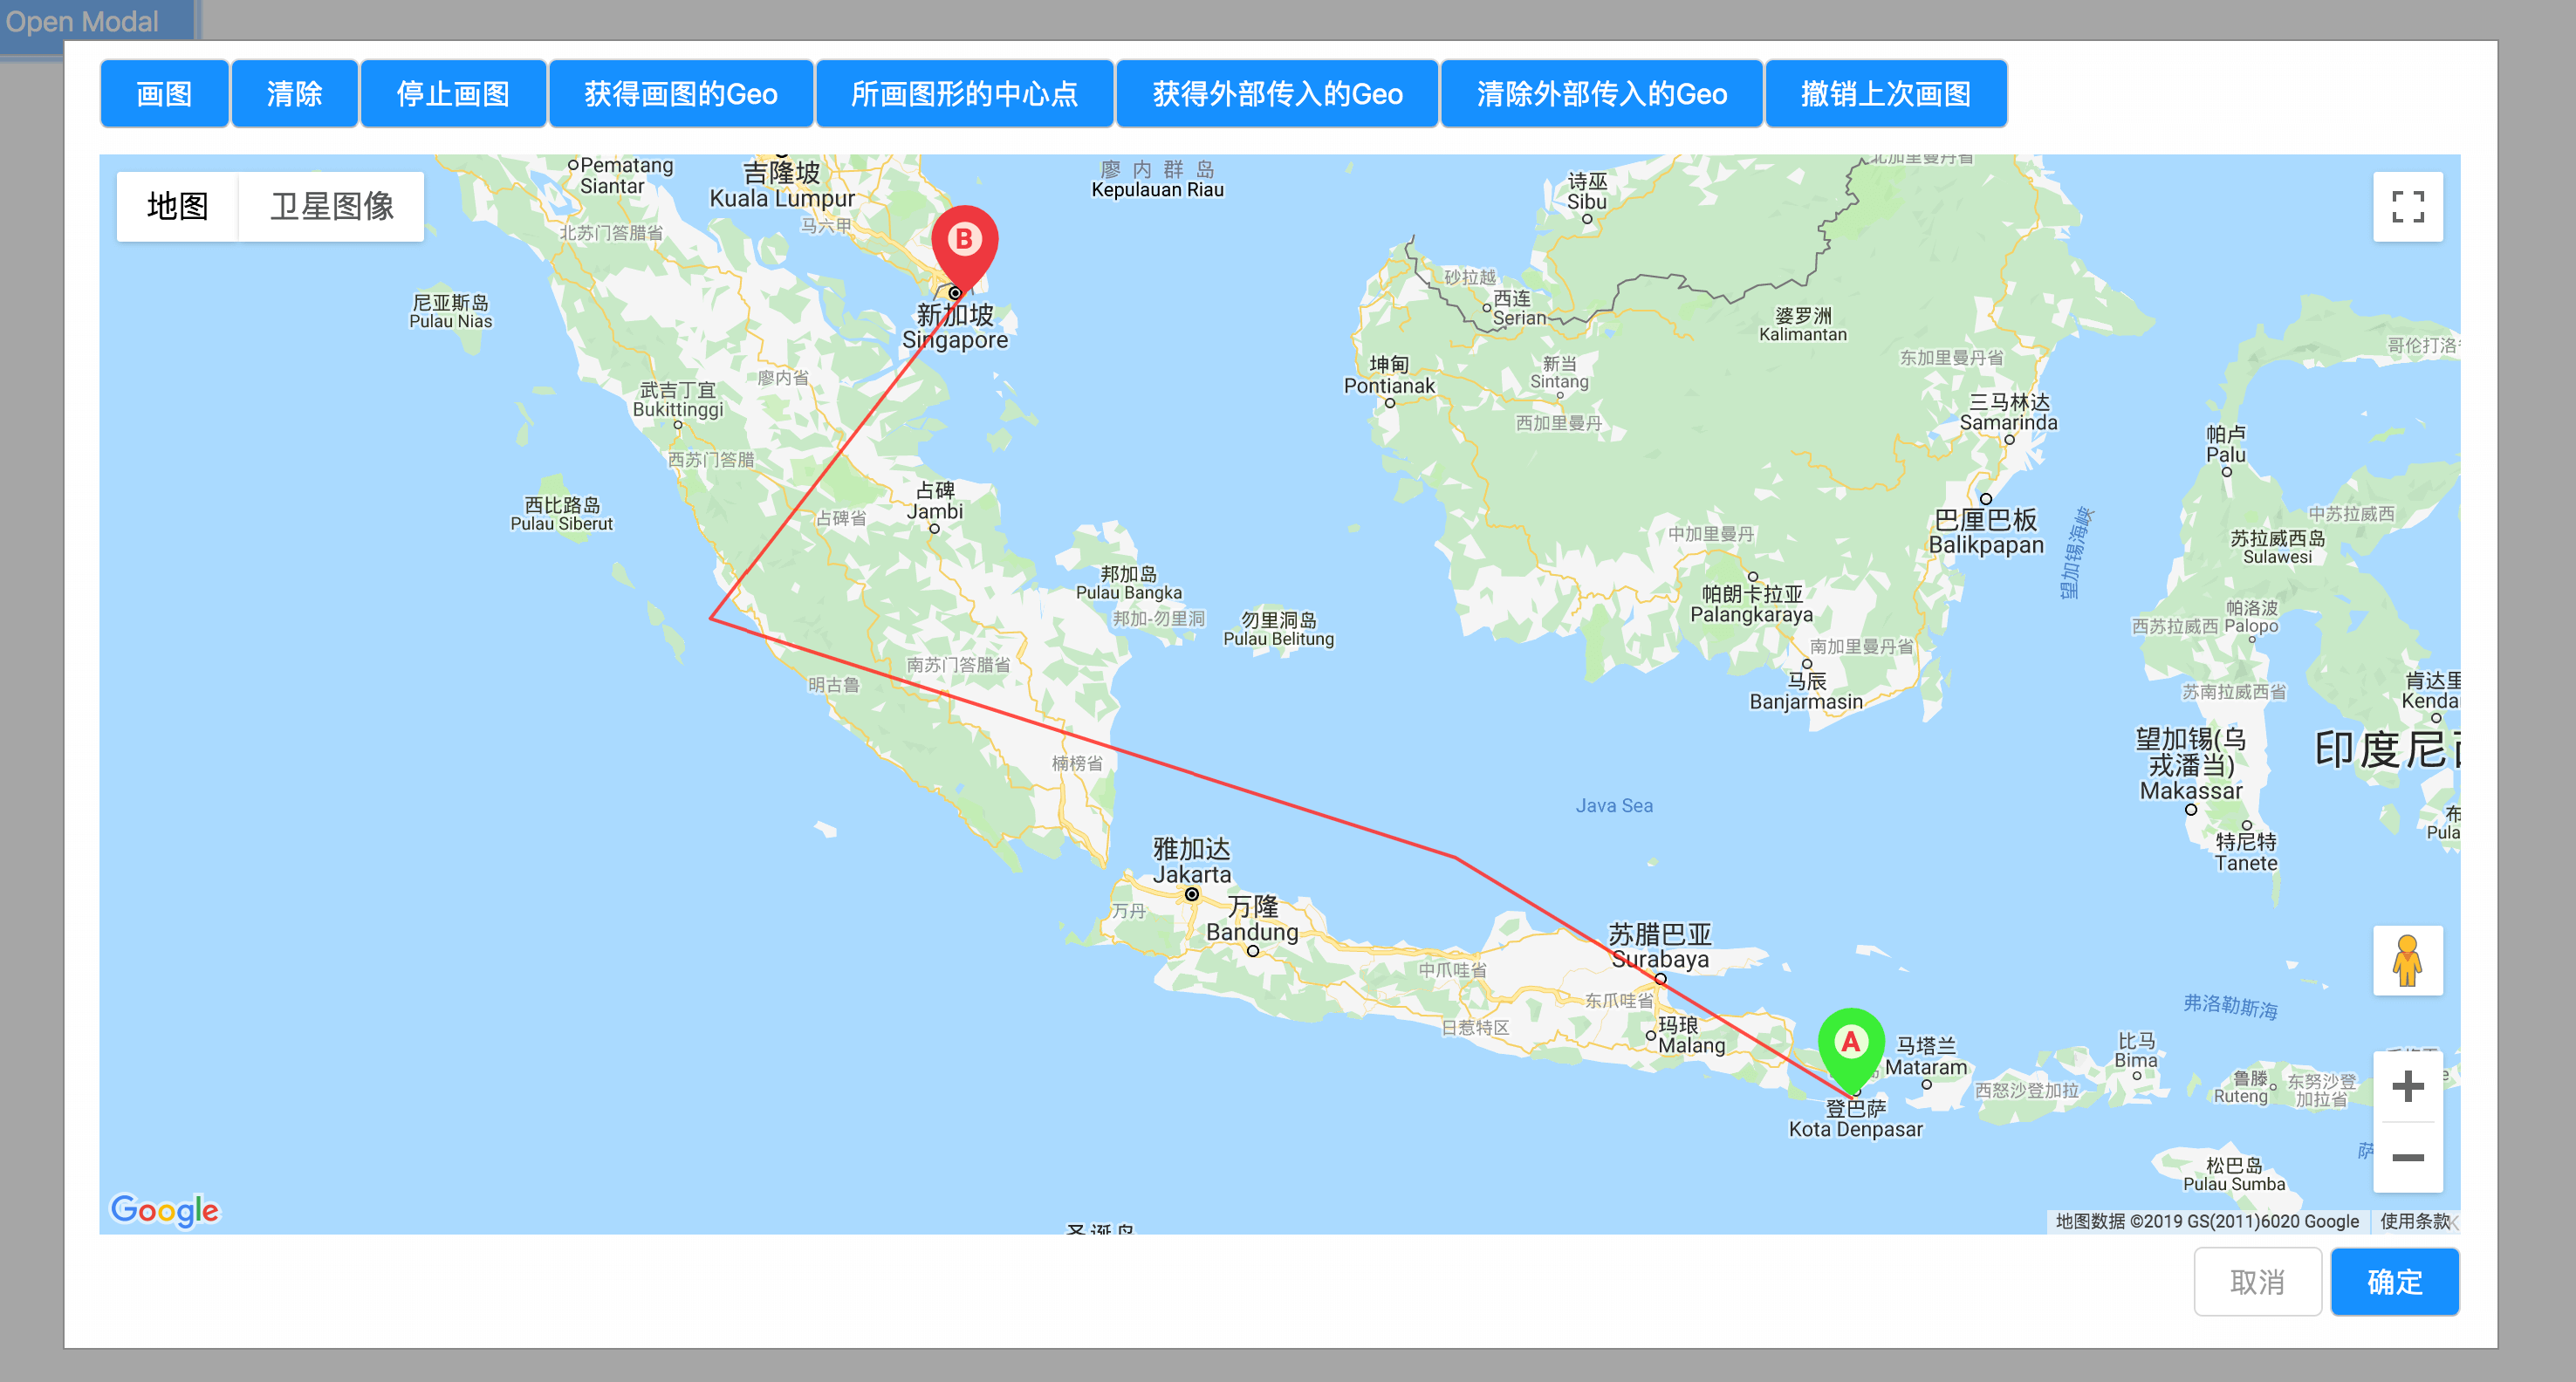 Open Modal
画图
清除
停止画图
获得画图的Geo
所画图形的中心点
获得外部传入的Geo
清除外部传入的Geo
撤销上次画图
地图
卫星图像
Pematang
Siantar
吉隆坡
Kuala Lumpur
马六甲
廖内群岛
Kepulauan Riau
诗巫
Sibu
北加里曼丹省
北苏门答腊省
B
尼亚斯岛
Pulau Nias
新加坡
Singapore
砂拉越
西连
Serian
婆罗洲
Kalimantan
东加里曼丹省
坤甸
Pontianak
新当
Sintang
西加里曼丹
廖内省
武吉丁宜
Bukittinggi
西苏门答腊
三马林达
Samarinda
帕卢
Palu
西比路岛
Pulau Siberut
占碑
Jambi
占碑省
中加里曼丹
巴厘巴板
Balikpapan
望加锡海峡
中苏拉威西
苏拉威西岛
Sulawesi
邦加岛
Pulau Bangka
邦加-勿里洞
勿里洞岛
Pulau Belitung
帕朗卡拉亚
Palangkaraya
南加里曼丹省
帕洛波
西苏拉威西
Palopo
南苏门答腊省
明古鲁
马辰
Banjarmasin
苏南拉威西省
肯达里
望加锡(乌
戎潘当)
Makassar
楠榜省
Java Sea
特尼特
Tanete
雅加达
Jakarta
万丹
万隆
Bandung
苏腊巴亚
Surabaya
中爪哇省
东爪哇省
日惹特区
玛琅
Malang
A
马塔兰
Mataram
登巴萨
Kota Denpasar
弗洛勒斯海
比马
Bima
西怒沙登加拉
鲁滕
Ruteng
东努沙登
加拉省
松巴岛
Pulau Sumba
Google
地图数据 ©2019 GS(2011)6020 Google
使用条款
取消
确定